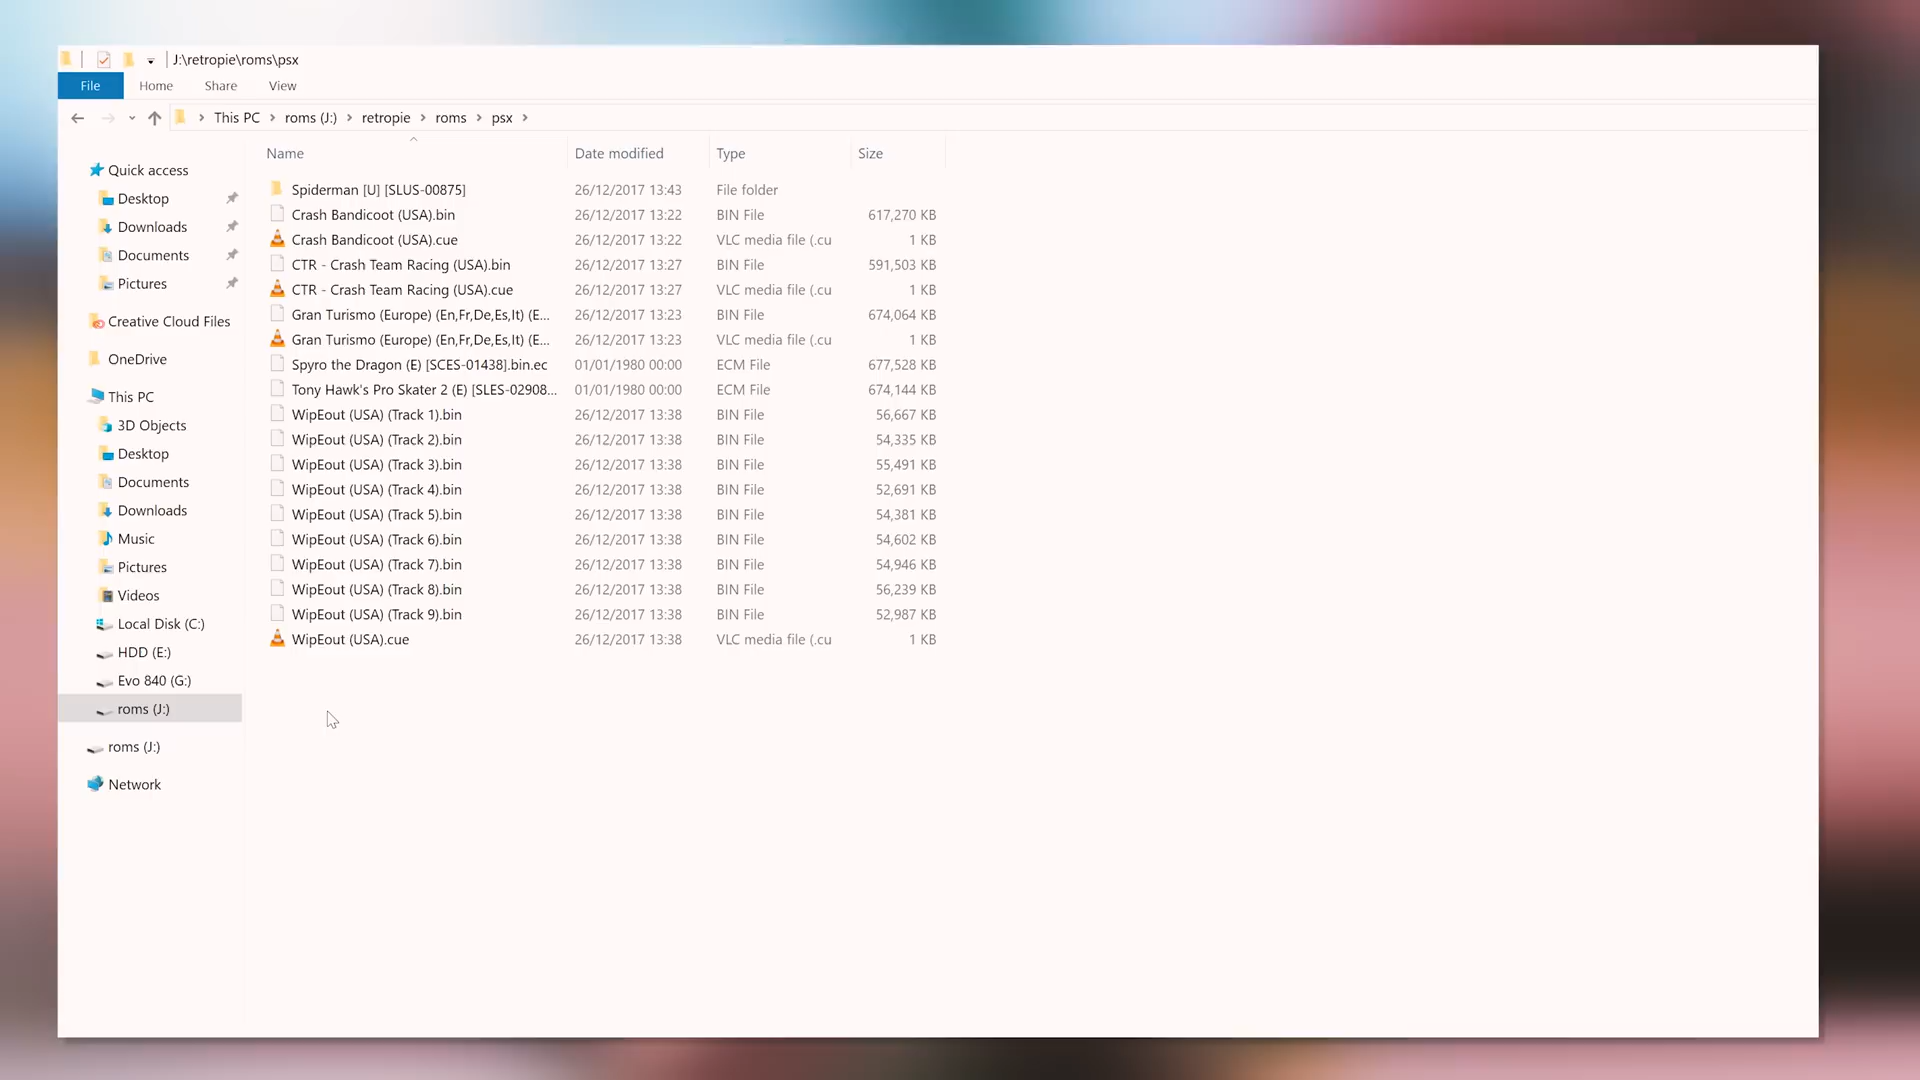 J:\retropie\roms\psx
File Home Share View
This PC roms (J:) retropie roms psx
Name Date modified Type Size
Quick access
Desktop
Downloads
Documents
Pictures
Creative Cloud Files
OneDrive
This PC
3D Objects
Desktop
Documents
Downloads
Music
Pictures
Videos
Local Disk (C:)
HDD (E:)
Evo 840 (G:)
roms (J:)
roms (J:)
Network
Spiderman [U] [SLUS-00875] 26/12/2017 13:43 File folder
Crash Bandicoot (USA).bin 26/12/2017 13:22 BIN File 617,270 KB
Crash Bandicoot (USA).cue 26/12/2017 13:22 VLC media file (.cu 1 KB
CTR - Crash Team Racing (USA).bin 26/12/2017 13:27 BIN File 591,503 KB
CTR - Crash Team Racing (USA).cue 26/12/2017 13:27 VLC media file (.cu 1 KB
Gran Turismo (Europe) (En,Fr,De,Es,It) (E... 26/12/2017 13:23 BIN File 674,064 KB
Gran Turismo (Europe) (En,Fr,De,Es,It) (E... 26/12/2017 13:23 VLC media file (.cu 1 KB
Spyro the Dragon (E) [SCES-01438].bin.ec 01/01/1980 00:00 ECM File 677,528 KB
Tony Hawk's Pro Skater 2 (E) [SLES-02908... 01/01/1980 00:00 ECM File 674,144 KB
WipEout (USA) (Track 1).bin 26/12/2017 13:38 BIN File 56,667 KB
WipEout (USA) (Track 2).bin 26/12/2017 13:38 BIN File 54,335 KB
WipEout (USA) (Track 3).bin 26/12/2017 13:38 BIN File 55,491 KB
WipEout (USA) (Track 4).bin 26/12/2017 13:38 BIN File 52,691 KB
WipEout (USA) (Track 5).bin 26/12/2017 13:38 BIN File 54,381 KB
WipEout (USA) (Track 6).bin 26/12/2017 13:38 BIN File 54,602 KB
WipEout (USA) (Track 7).bin 26/12/2017 13:38 BIN File 54,946 KB
WipEout (USA) (Track 8).bin 26/12/2017 13:38 BIN File 56,239 KB
WipEout (USA) (Track 9).bin 26/12/2017 13:38 BIN File 52,987 KB
WipEout (USA).cue 26/12/2017 13:38 VLC media file (.cu 1 KB